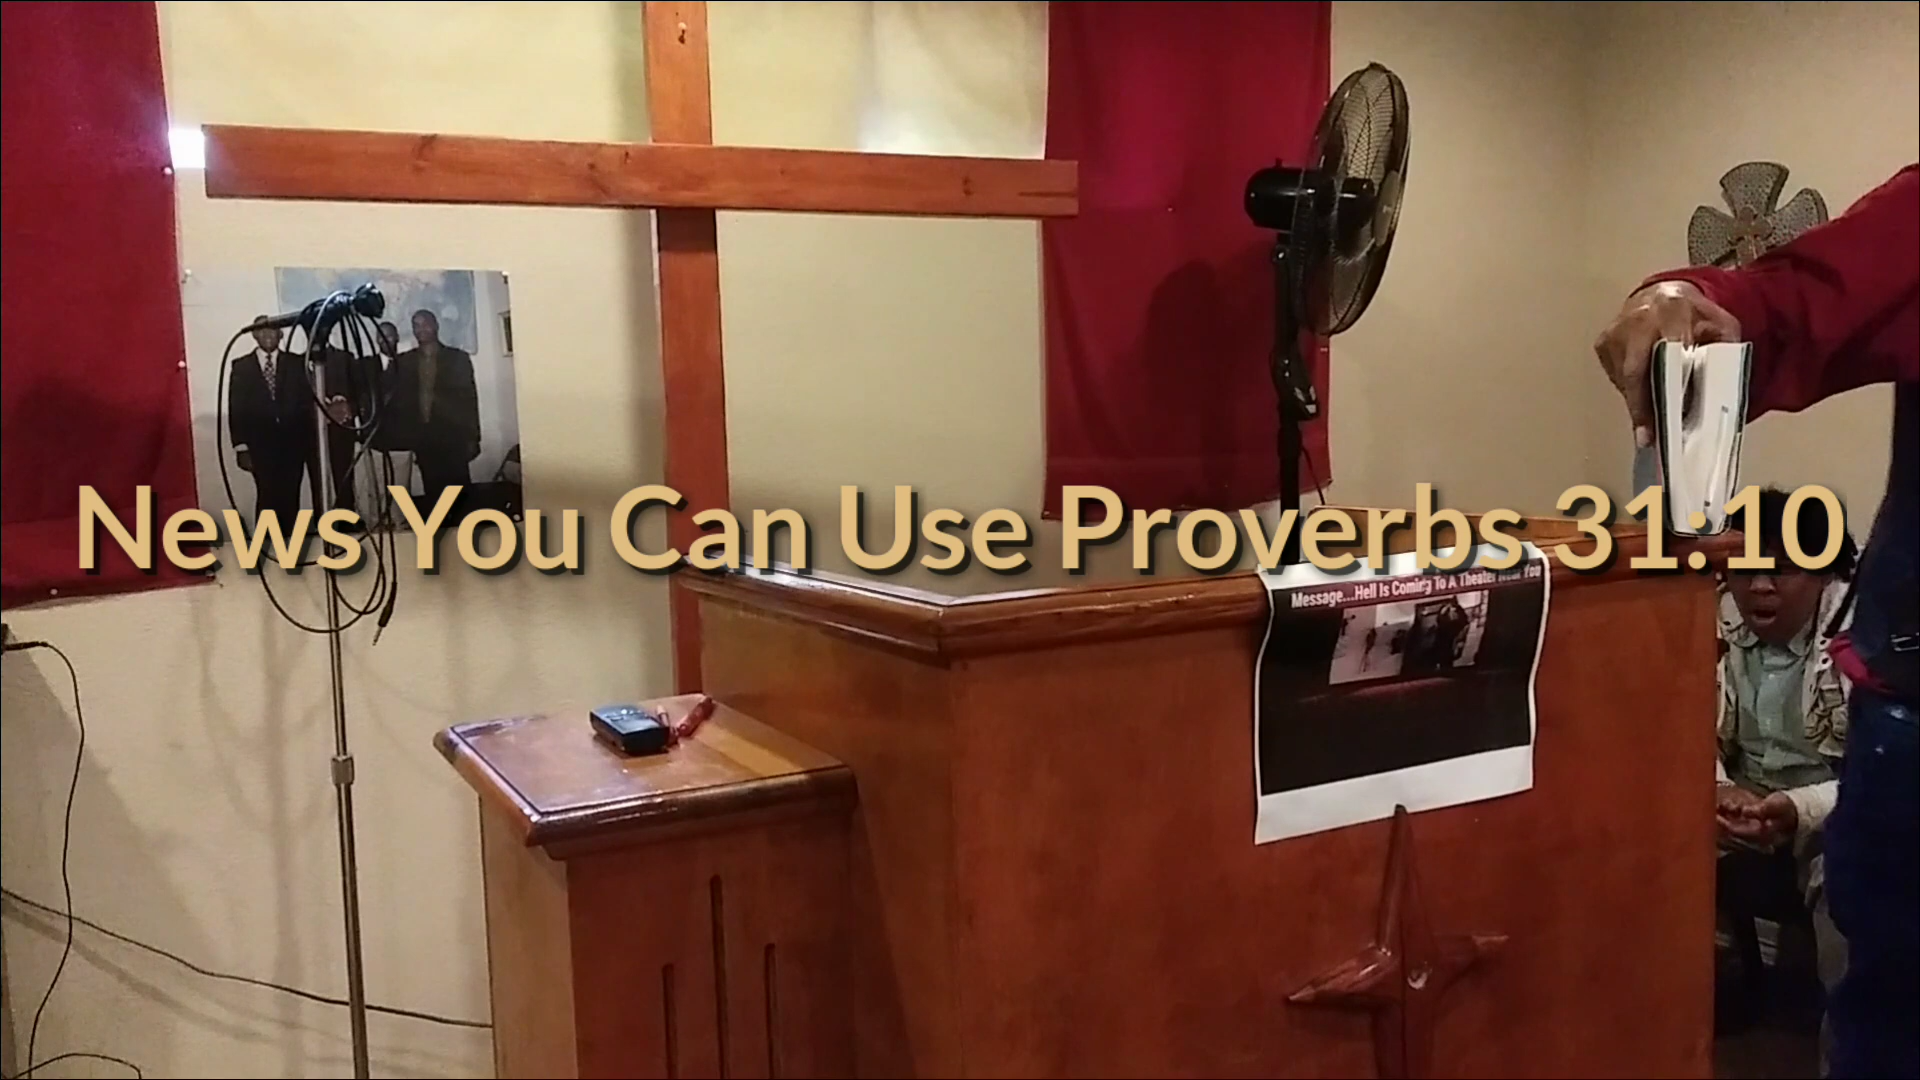 News You Can Use Proverbs 31:10
Message...Hell Is Coming To A Theater Near You